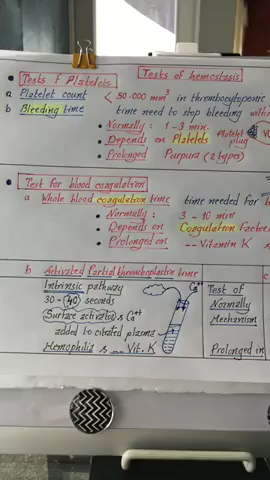 Tests of hemostasis
• Tests of Platelets
a Platelet count < 50.000 mm³ in thrombocytopenic
b Bleeding time time need to stop bleeding
• Normally : 1-3 min.
• Depends on Platelets
Platelet plug
• Prolonged Purpura (2 types)
• Test for blood coagulation
a Whole blood coagulation time time needed for
• Normally : 3-10 min
• Depends on Coagulation
• Prolonged in -- Vitamin K
b Activated Partial thromboplastin time
Intrinsic pathway
30-40 seconds
Surface activator & Ca++
added to citrated plasma
Hemophilia & -- Vit. K
Ca++
Test of
Normally
Mechanism
Prolonged in